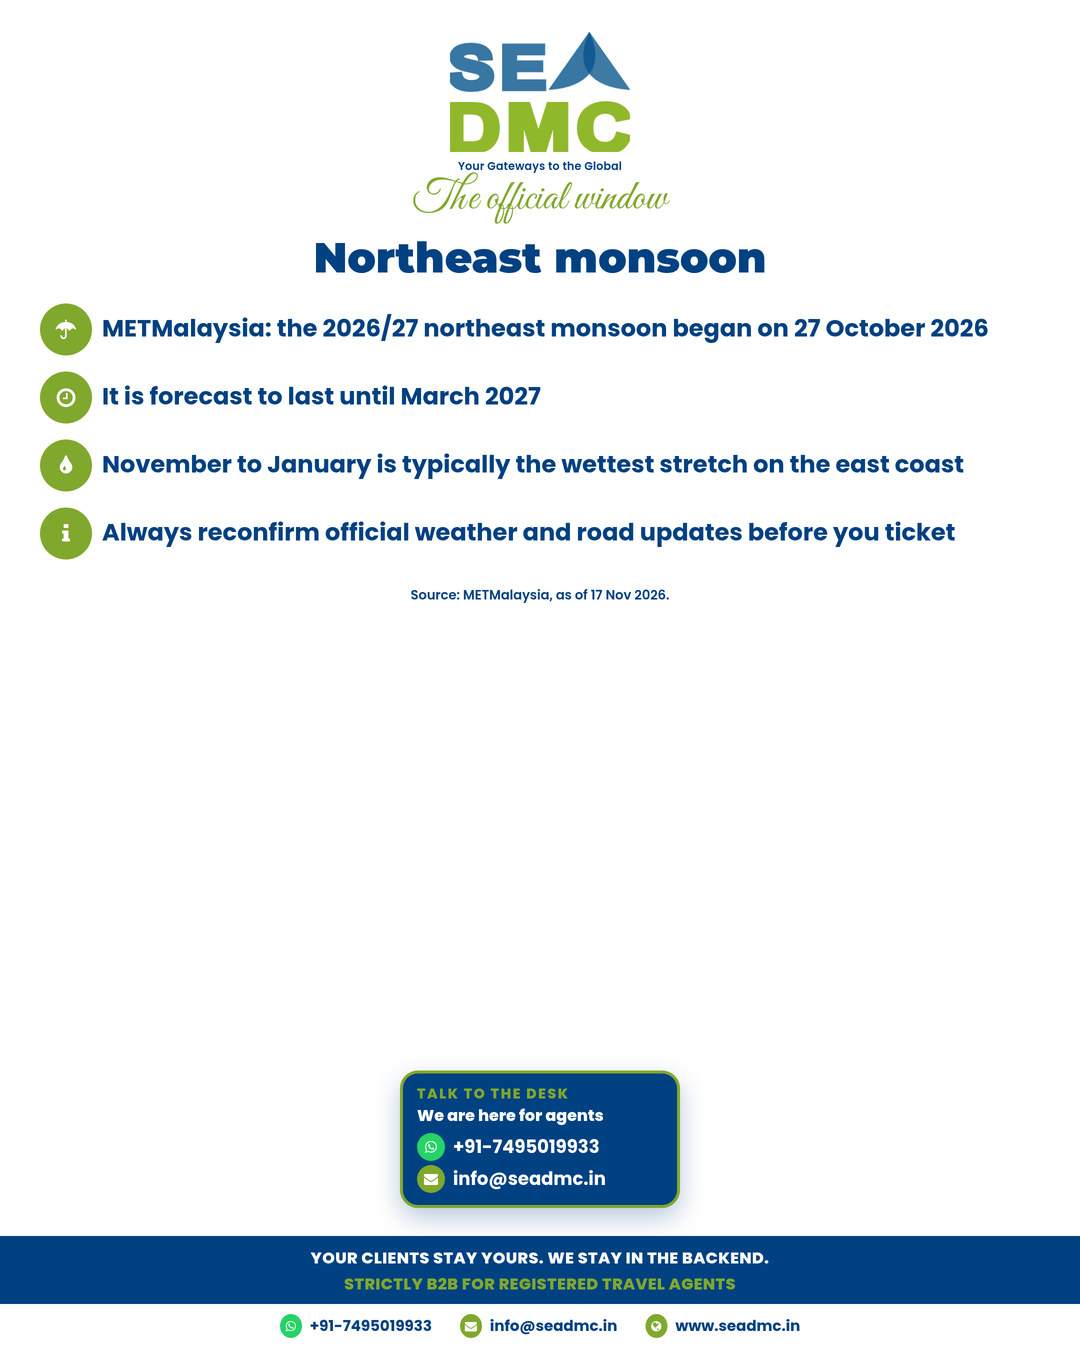 SEA
DMC
Your Gateways to the Global
The official window
Northeast monsoon
METMalaysia: the 2026/27 northeast monsoon began on 27 October 2026
It is forecast to last until March 2027
November to January is typically the wettest stretch on the east coast
Always reconfirm official weather and road updates before you ticket
Source: METMalaysia, as of 17 Nov 2026.
TALK TO THE DESK
We are here for agents
+91-7495019933
info@seadmc.in
YOUR CLIENTS STAY YOURS. WE STAY IN THE BACKEND.
STRICTLY B2B FOR REGISTERED TRAVEL AGENTS
+91-7495019933 info@seadmc.in www.seadmc.in